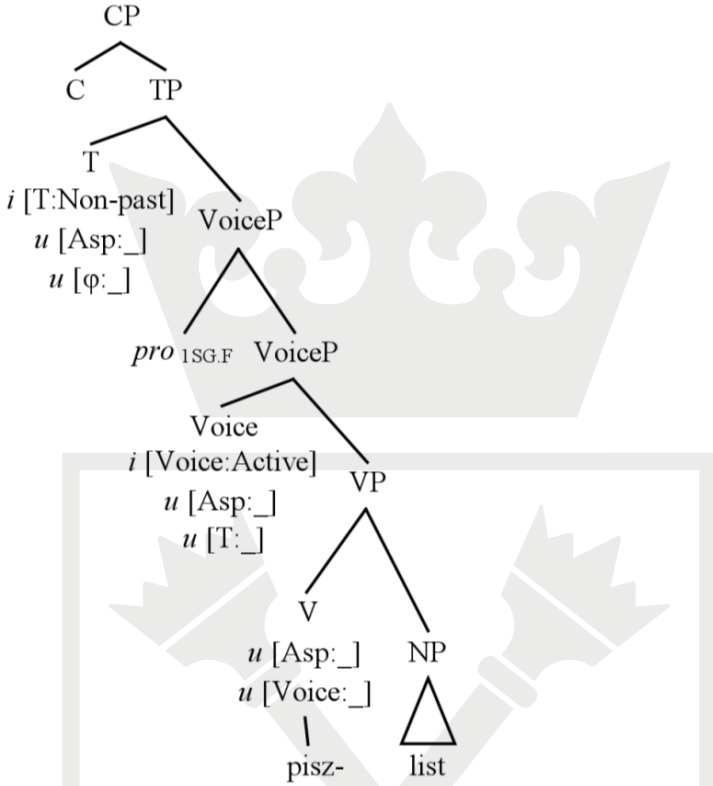 CP
C TP
T
i [T:Non-past]
VoiceP
u [Asp:_]
u [φ:_]
pro 1SG.F VoiceP
Voice
i [Voice:Active]
VP
u [Asp:_]
u [T:_]
V
u [Asp:_] NP
u [Voice:_]
pisz- list